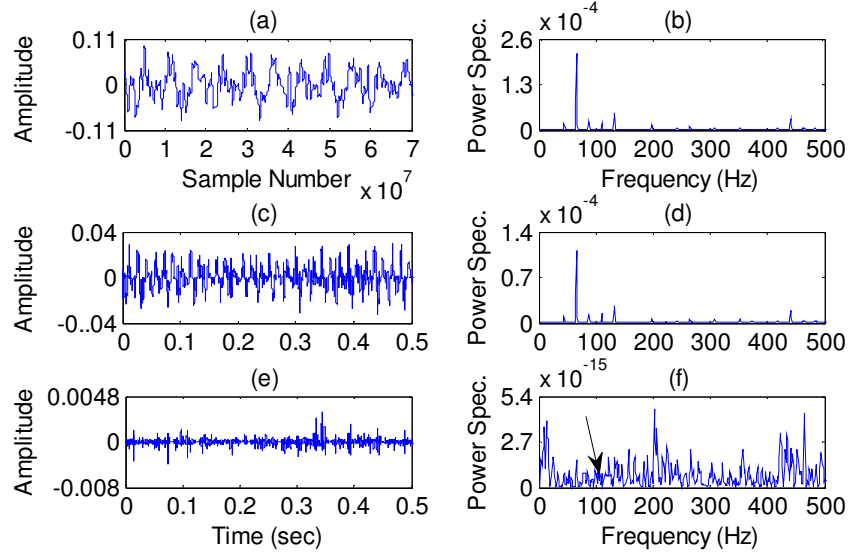 (a)
Amplitude
0.11
0
-0.11
0 1 2 3 4 5 6 7
Sample Number
x 10^7
(b)
x 10^-4
Power Spec.
2.6
1.3
0
0 100 200 300 400 500
Frequency (Hz)
(c)
Amplitude
0.04
0
-0.04
0 0.1 0.2 0.3 0.4 0.5
(d)
x 10^-4
Power Spec.
1.4
0.7
0
0 100 200 300 400 500
(e)
Amplitude
0.0048
0
-0.008
0 0.1 0.2 0.3 0.4 0.5
Time (sec)
(f)
x 10^-15
Power Spec.
5.4
2.7
0
0 100 200 300 400 500
Frequency (Hz)